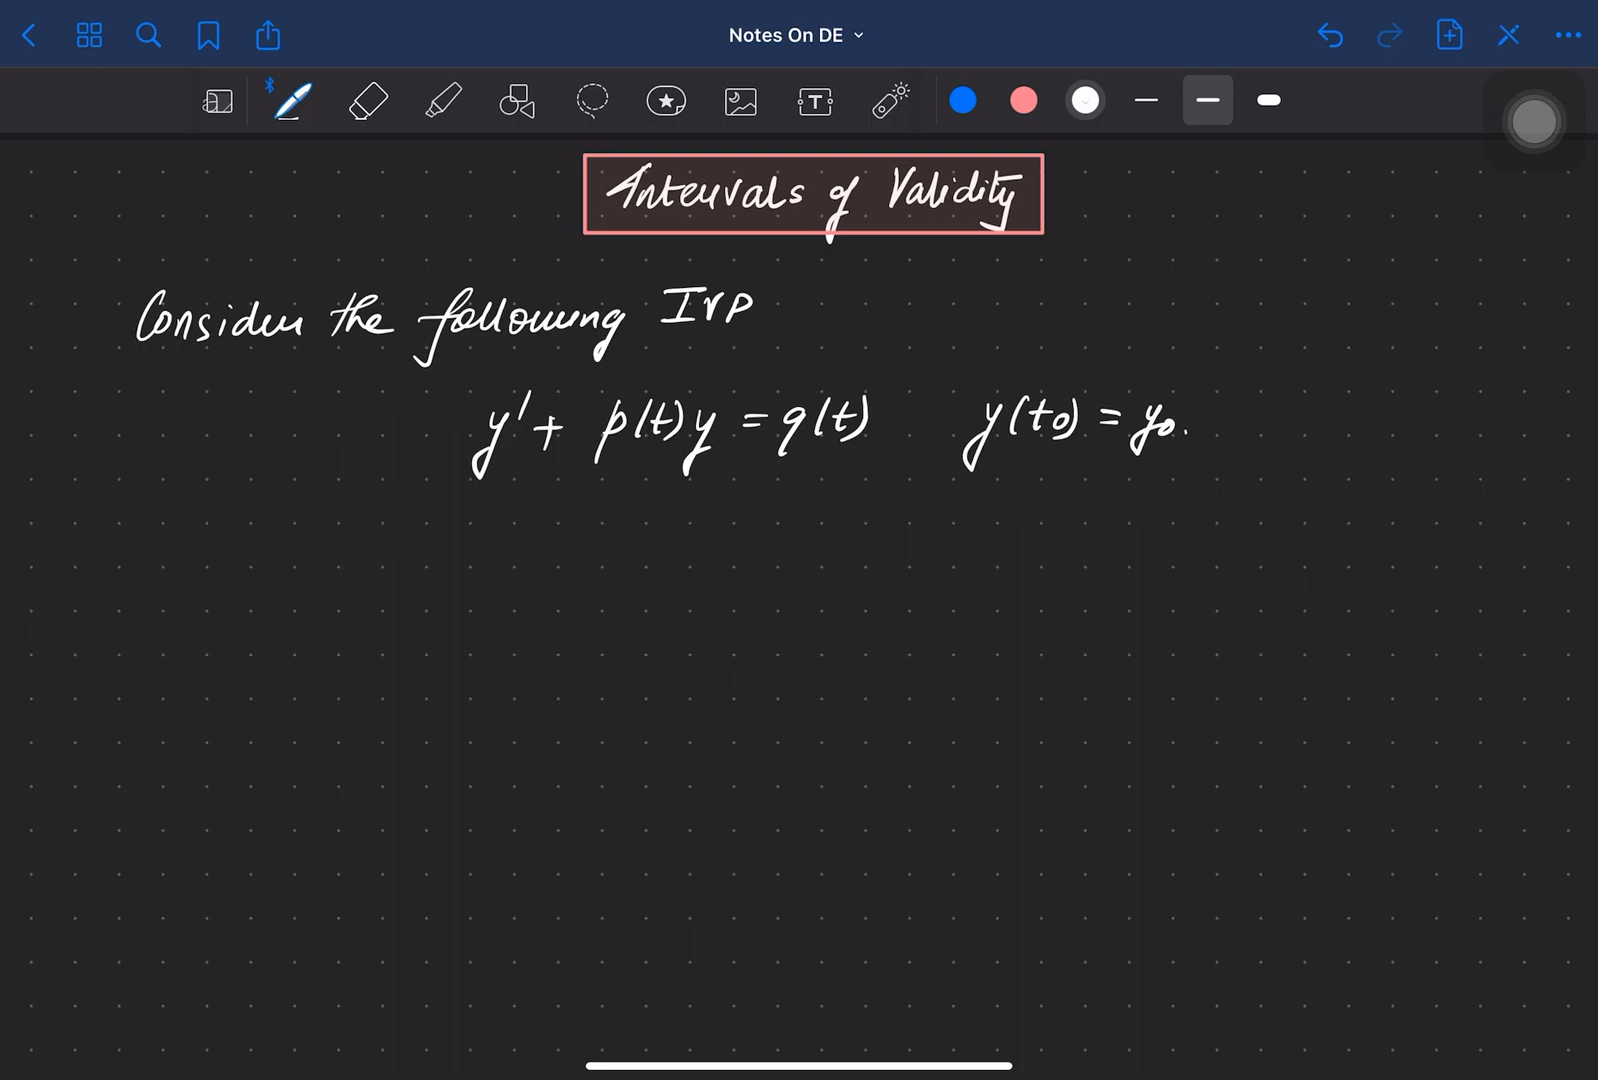 Notes On DE
Intervals of Validity
Consider the following IVP
y' + p(t)y = q(t) y(t₀) = y₀.